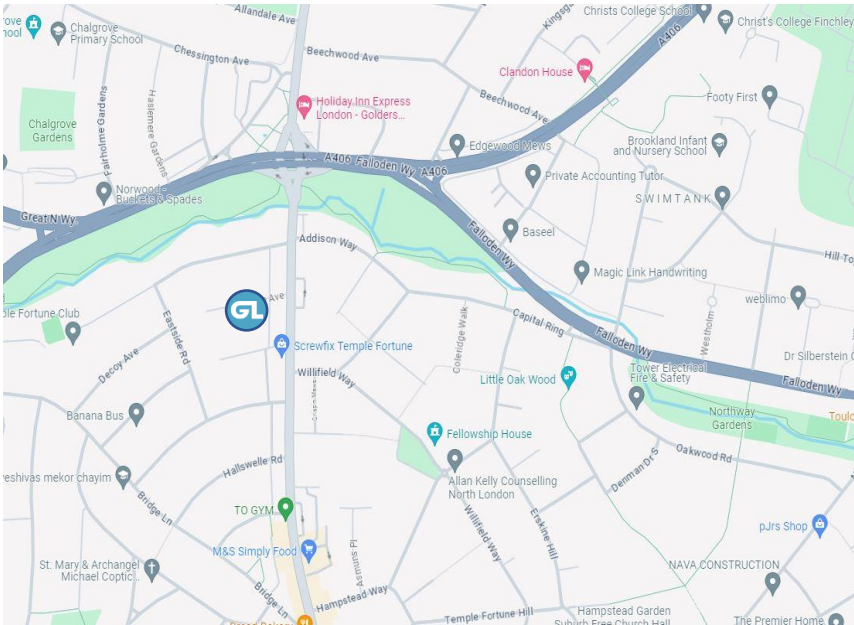 Allandale Ave
Christs College School
Christ's College Finchley
Chalgrove
Primary School
Chessington Ave
Beechwood Ave
A406
Clandon House
Holiday Inn Express
London - Golders...
Footy First
Beechwood Ave
Fairholme Gardens
Haslemere Gardens
Chalgrove
Gardens
Edgewood Mews
Brookland Infant
and Nursery School
A406 Falloden Wy A406
Private Accounting Tutor
Norwood -
Buckets & Spades
SWIMTANK
Great N Wy.
Baseel
Falloden Wy
Addison Way
Hill To
Magic Link Handwriting
Ave
weblimo
GL
ple Fortune Club
Eastside Rd
Coleridge Walk
Capital Ring
Falloden Wy
Westholm
Screwfix Temple Fortune
Decoy Ave
Dr Silberstein
Willifield Way
Little Oak Wood
Tower Electrical
Fire & Safety
Falloden Wy
Banana Bus
Northway
Gardens
Toulo
Fellowship House
Hallswelle Rd
Oakwood Rd
Denman Dr S
eshivas mekor chayim
Allan Kelly Counselling
North London
Bridge Ln
TO GYM
Willifield Way
Erskine Hill
pJrs Shop
M&S Simply Food
Asmuns Pl
NAVA CONSTRUCTION
St. Mary & Archangel
Michael Coptic...
Bridge Ln
Hampstead Way
Temple Fortune Hill
Hampstead Garden
Suburb Free Church Hall
The Premier Home